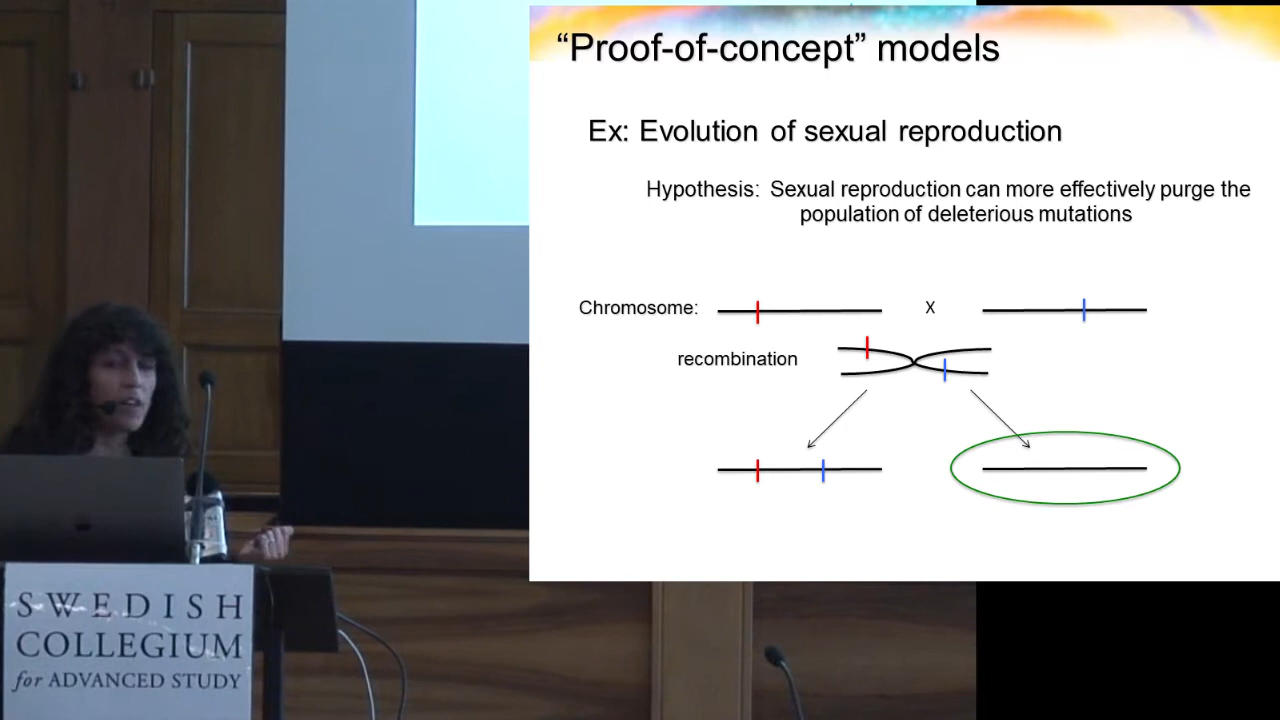 “Proof-of-concept” models
Ex: Evolution of sexual reproduction
Hypothesis: Sexual reproduction can more effectively purge the
population of deleterious mutations
Chromosome:
X
recombination
SWEDISH
COLLEGIUM
for ADVANCED STUDY